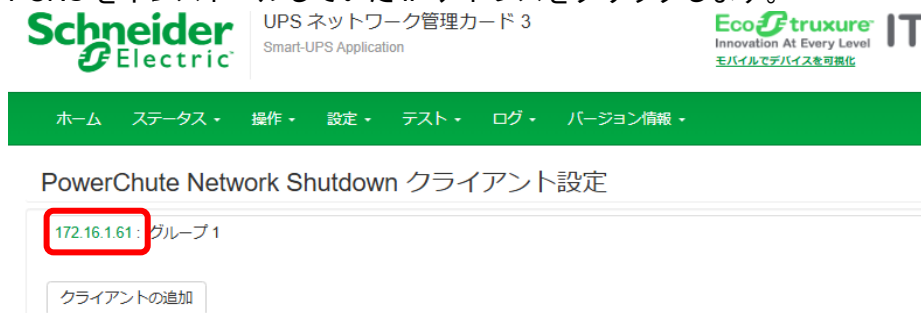 Schneider Electric
UPS ネットワーク管理カード 3
Smart-UPS Application
EcoStruxure IT
Innovation At Every Level
モバイルでデバイスを可視化
ホーム ステータス 操作 設定 テスト ログ バージョン情報
PowerChute Network Shutdown クライアント設定
172.16.1.61 : グループ 1
クライアントの追加